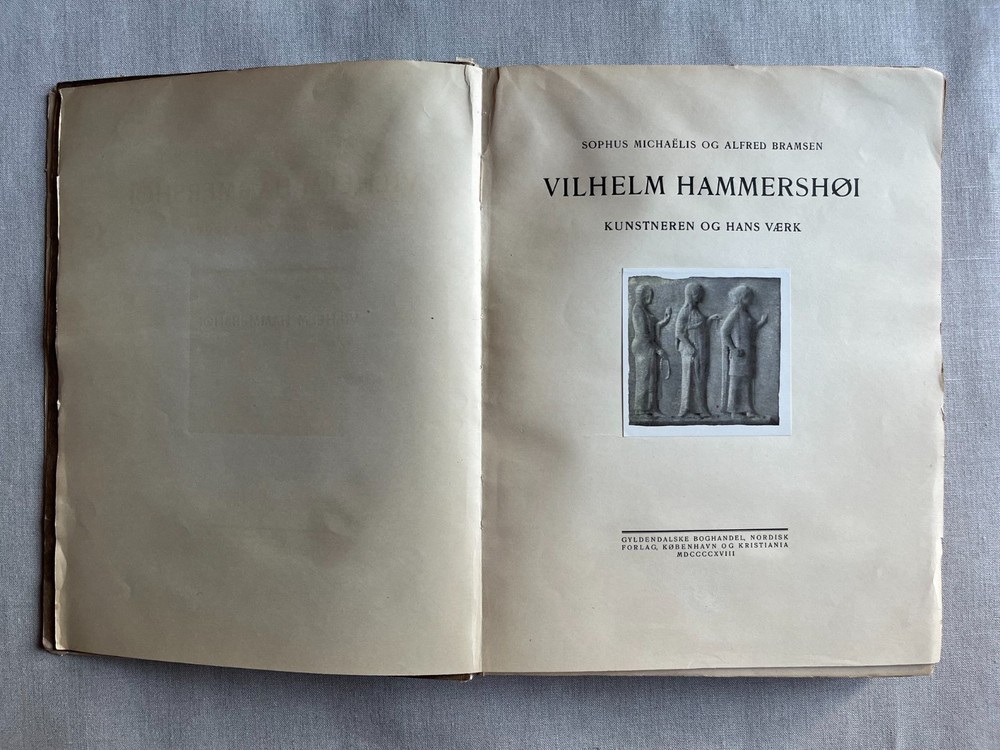 SOPHUS MICHAËLIS OG ALFRED BRAMSEN
VILHELM HAMMERSHØI
KUNSTNEREN OG HANS VÆRK
GYLDENDALSKE BOGHANDEL, NORDISK
FORLAG, KØBENHAVN OG KRISTIANIA
MDCCCCXVIII